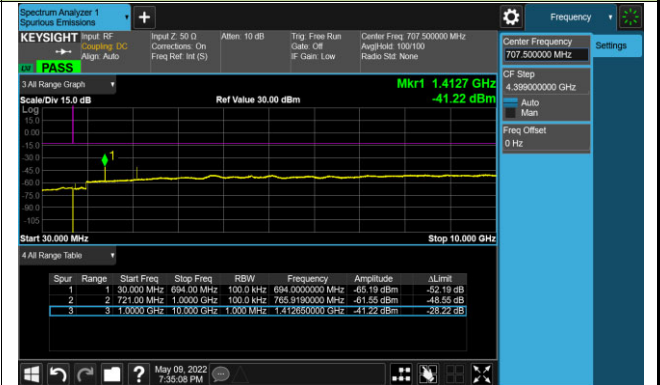 Spectrum Analyzer 1
Spurious Emissions
+
Frequency
KEYSIGHT Input: RF Input Z: 50 Ω Atten: 10 dB Trig: Free Run Center Freq: 707.500000 MHz
Coupling: DC Corrections: On Gate: Off Avg|Hold: 100/100
Align: Auto Freq Ref: Int (S) IF Gain: Low Radio Std: None
PASS
Center Frequency
707.500000 MHz
Settings
CF Step
4.399000000 GHz
Auto
Man
Freq Offset
0 Hz
3 All Range Graph
Mkr1 1.4127 GHz
Scale/Div 15.0 dB Ref Value 30.00 dBm -41.22 dBm
Log
15.0
0.00
-15.0
-30.0
-45.0
-60.0
-75.0
-90.0
-105
1
Start 30.000 MHz Stop 10.000 GHz
4 All Range Table
Spur Range Start Freq Stop Freq RBW Frequency Amplitude ΔLimit
1 1 30.000 MHz 694.00 MHz 100.0 kHz 694.0000000 MHz -65.19 dBm -52.19 dB
2 2 721.00 MHz 1.0000 GHz 100.0 kHz 765.9190000 MHz -61.55 dBm -48.55 dB
3 3 1.0000 GHz 10.000 GHz 1.000 MHz 1.412650000 GHz -41.22 dBm -28.22 dB
?
May 09, 2022
7:35:08 PM